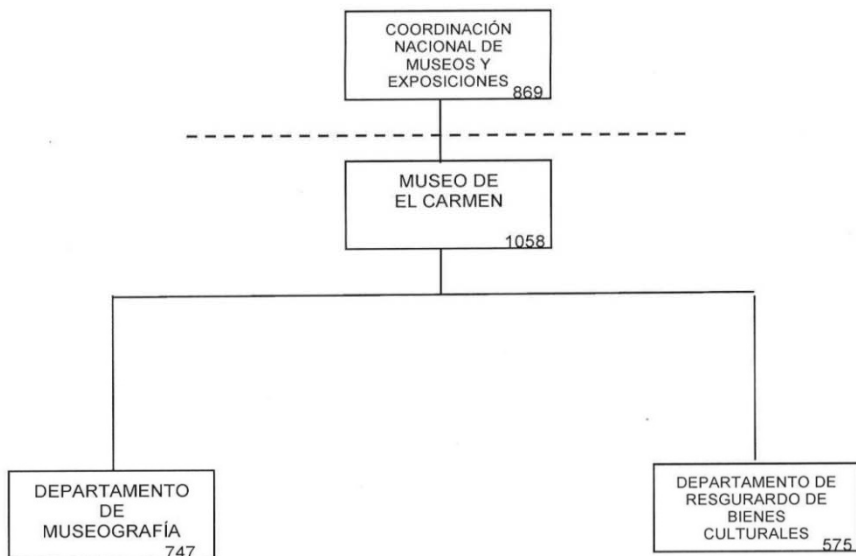 COORDINACIÓN
NACIONAL DE
MUSEOS Y
EXPOSICIONES
869
MUSEO DE
EL CARMEN
1058
DEPARTAMENTO
DE
MUSEOGRAFÍA
747
DEPARTAMENTO DE
RESGURARDO DE
BIENES
CULTURALES
575